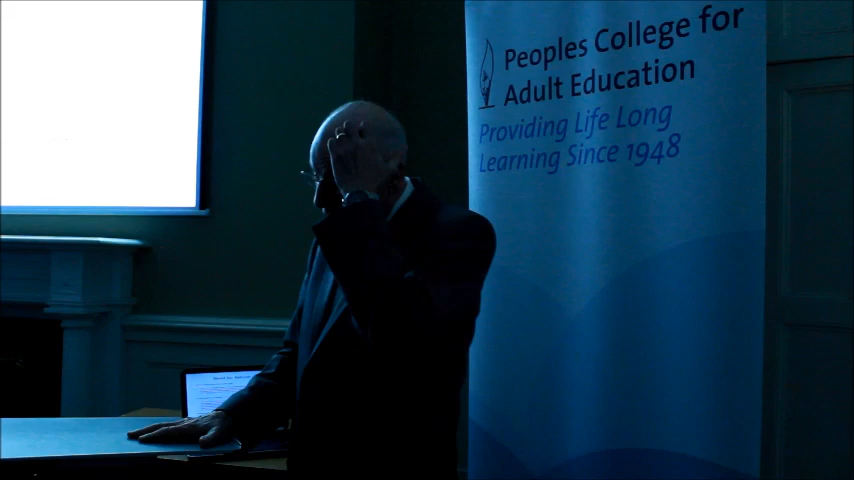 Peoples College for
Adult Education
Providing Life Long
Learning Since 1948